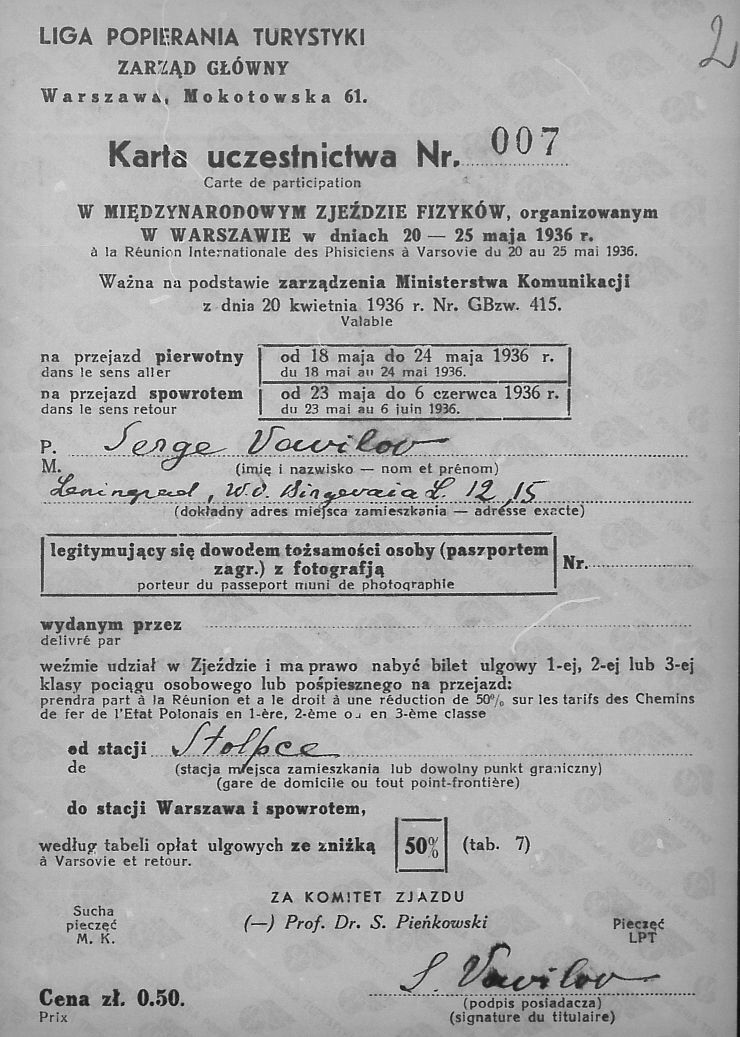 2
LIGA POPIERANIA TURYSTYKI
ZARZĄD GŁÓWNY
Warszawa, Mokotowska 61.
Karta uczestnictwa Nr. 007
Carte de participation
W MIĘDZYNARODOWYM ZJEŹDZIE FIZYKÓW, organizowanym
W WARSZAWIE w dniach 20 — 25 maja 1936 r.
à la Réunion Internationale des Phisiciens à Varsovie du 20 au 25 mai 1936.
Ważna na podstawie zarządzenia Ministerstwa Komunikacji
z dnia 20 kwietnia 1936 r. Nr. GBzw. 415.
Valable
na przejazd pierwotny od 18 maja do 24 maja 1936 r.
dans le sens aller du 18 mai au 24 mai 1936.
na przejazd spowrotem od 23 maja do 6 czerwca 1936 r.
dans le sens retour du 23 mai au 6 juin 1936.
P. Serge Vawilov
M. (imię i nazwisko — nom et prénom)
Leningrad, W.O. L. 12, 15
(dokładny adres miejsca zamieszkania — adrésse exacte)
legitymujący się dowodem tożsamości osoby (paszportem
zagr.) z fotografją Nr.
porteur du passeport muni de photographie
wydanym przez
delivré par
weźmie udział w Zjeździe i ma prawo nabyć bilet ulgowy 1-ej, 2-ej lub 3-ej
klasy pociągu osobowego lub pośpiesznego na przejazd:
prendra part à la Réunion et a le droit à une réduction de 50% sur les tarifs des Chemins
de fer de l'Etat Polonais en 1-ère, 2-ème ou en 3-ème classe
od stacji Stolpce
de (stacja miejsca zamieszkania lub dowolny punkt graniczny)
(gare de domicile ou tout point-frontière)
do stacji Warszawa i spowrotem,
według tabeli opłat ulgowych ze zniżką 50% (tab. 7)
à Varsovie et retour.
ZA KOMITET ZJAZDU
(—) Prof. Dr. S. Pieńkowski
Sucha
pieczęć
M. K.
Pieczęć
LPT
S. Vawilov
Cena zł. 0.50.
Prix
(podpis posiadacza)
(signature du titulaire)